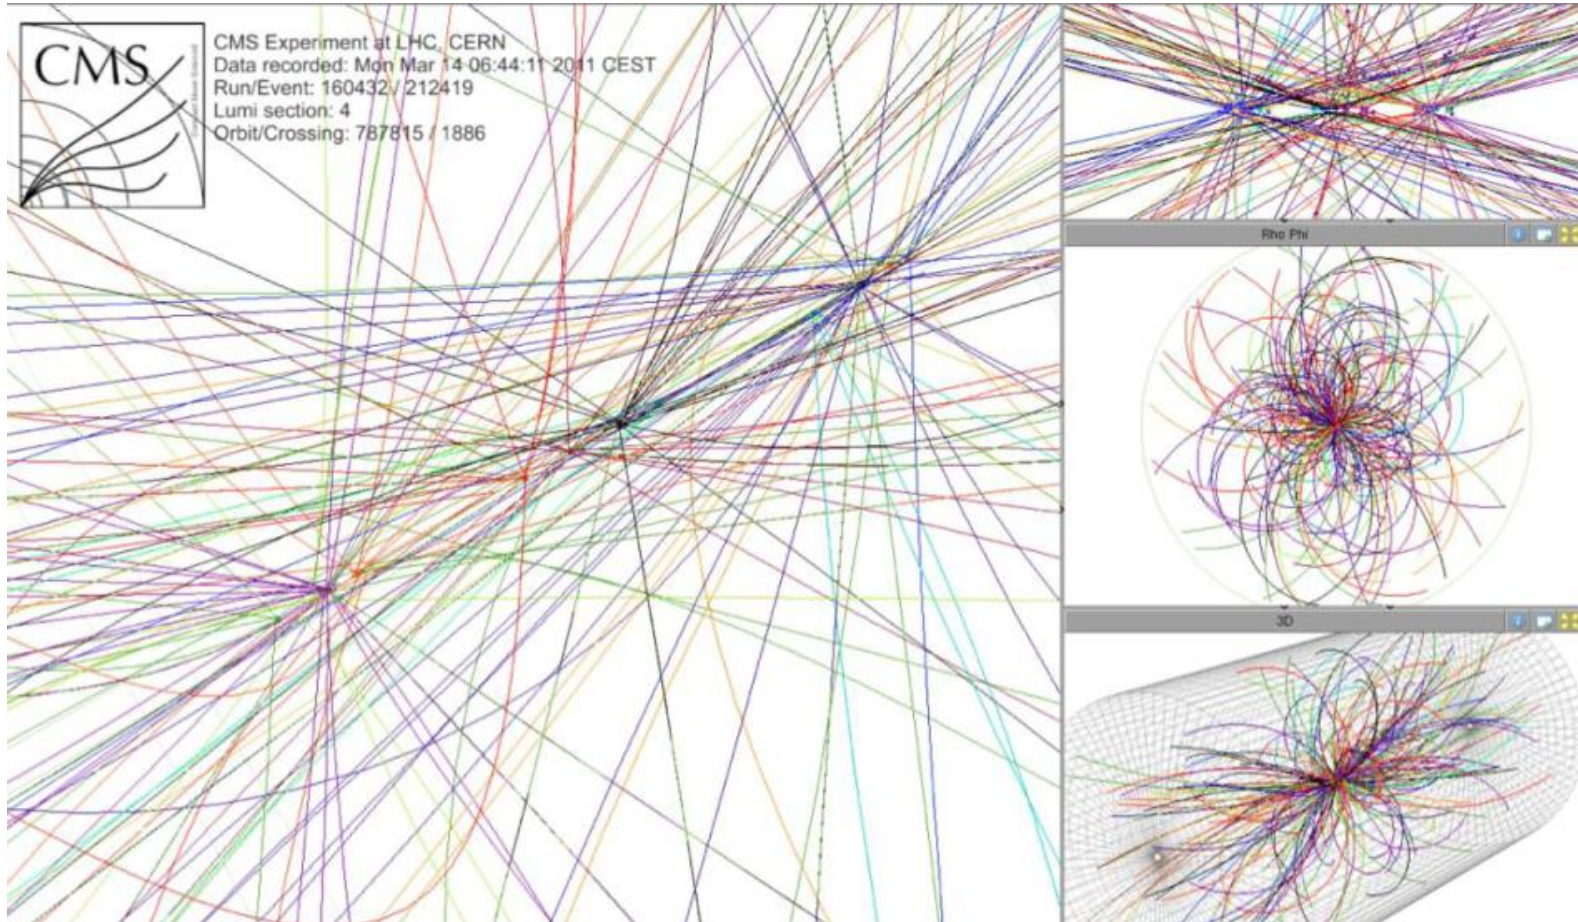 CMS
CMS Experiment at LHC, CERN
Data recorded: Mon Mar 14 06:44:11 2011 CEST
Run/Event: 160432 / 212419
Lumi section: 4
Orbit/Crossing: 787815 / 1886
Rho Phi
3D